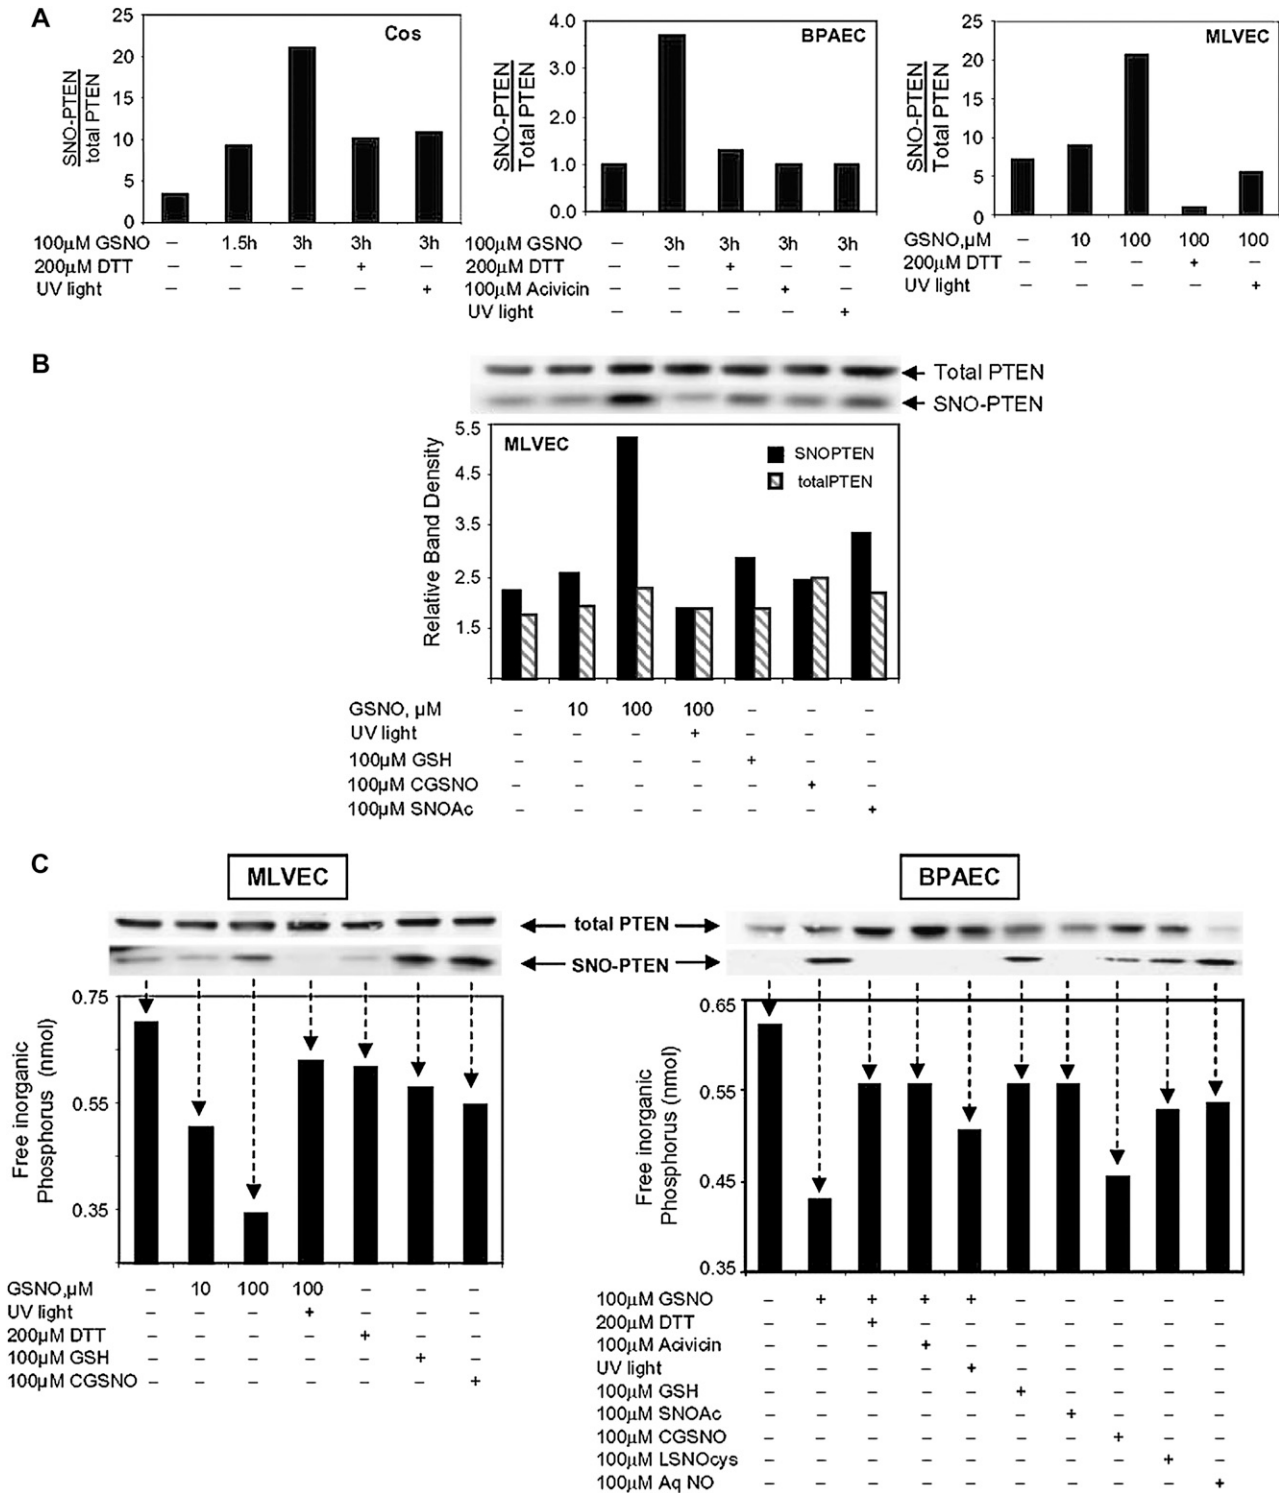 A
Cos
SNO-PTEN
total PTEN
25
20
15
10
5
0
100µM GSNO – 1.5h 3h 3h 3h
200µM DTT – – – + –
UV light – – – – +
BPAEC
SNO-PTEN
Total PTEN
4.0
3.0
2.0
1.0
0.0
100µM GSNO – 3h 3h 3h 3h
200µM DTT – – + – –
100µM Acivicin – – – + –
UV light – – – – +
MLVEC
SNO-PTEN
Total PTEN
25
20
15
10
5
0
GSNO,µM – 10 100 100 100
200µM DTT – – – + –
UV light – – – – +
B
Total PTEN
SNO-PTEN
MLVEC
SNOPTEN
totalPTEN
Relative Band Density
5.5
4.5
3.5
2.5
1.5
GSNO, µM – 10 100 100 – – –
UV light – – – + – – –
100µM GSH – – – – + – –
100µM CGSNO – – – – – + –
100µM SNOAc – – – – – – +
C
MLVEC
BPAEC
total PTEN
SNO-PTEN
Free inorganic
Phosphorus (nmol)
0.75
0.55
0.35
GSNO,µM – 10 100 100 – – –
UV light – – – + – – –
200µM DTT – – – – + – –
100µM GSH – – – – – + –
100µM CGSNO – – – – – – +
Free inorganic
Phosphorus (nmol)
0.65
0.55
0.45
0.35
100µM GSNO – + + + + – – – – –
200µM DTT – – + – – – – – – –
100µM Acivicin – – – + – – – – – –
UV light – – – – + – – – – –
100µM GSH – – – – – + – – – –
100µM SNOAc – – – – – – + – – –
100µM CGSNO – – – – – – – + – –
100µM LSNOcys – – – – – – – – + –
100µM Aq NO – – – – – – – – – +